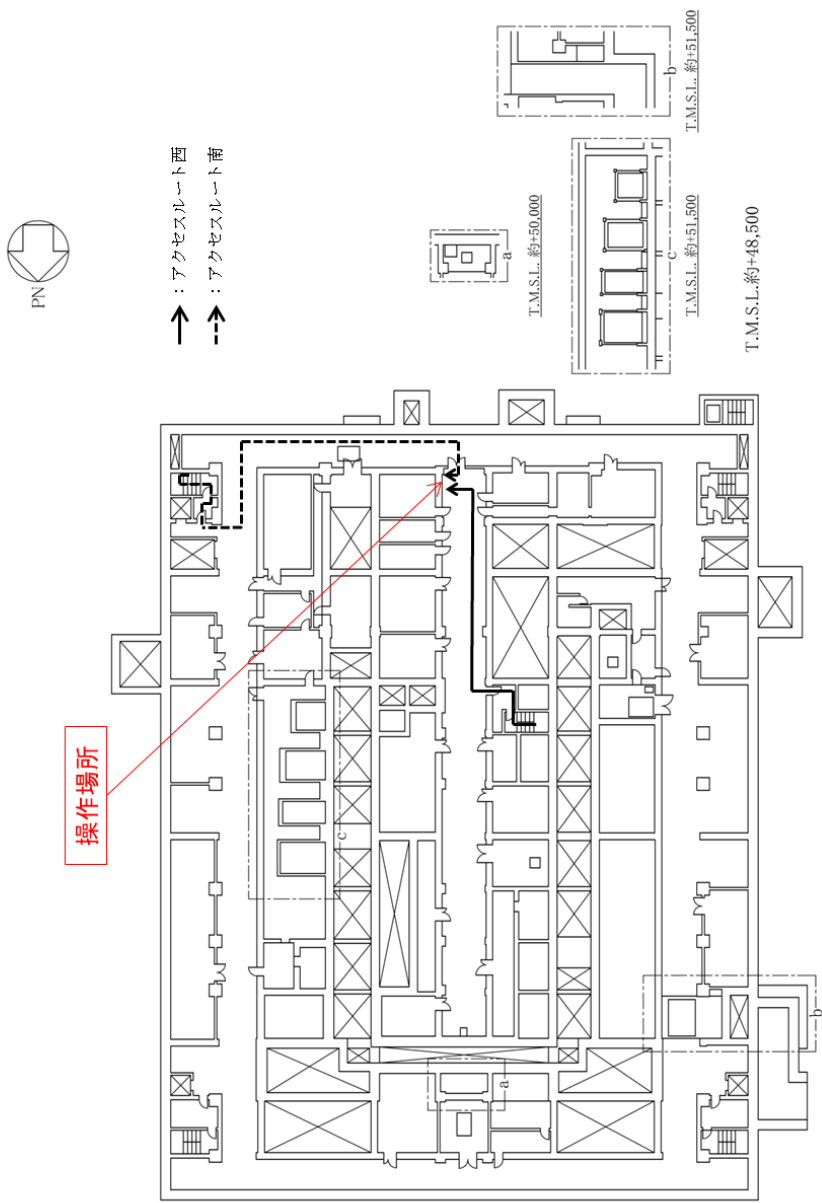 PN
：アクセスルート西
：アクセスルート南
b
T.M.S.L. 約+51,500
a
T.M.S.L. 約+50,000
c
T.M.S.L. 約+51,500
T.M.S.L.約+48,500
操作場所
c
a
b